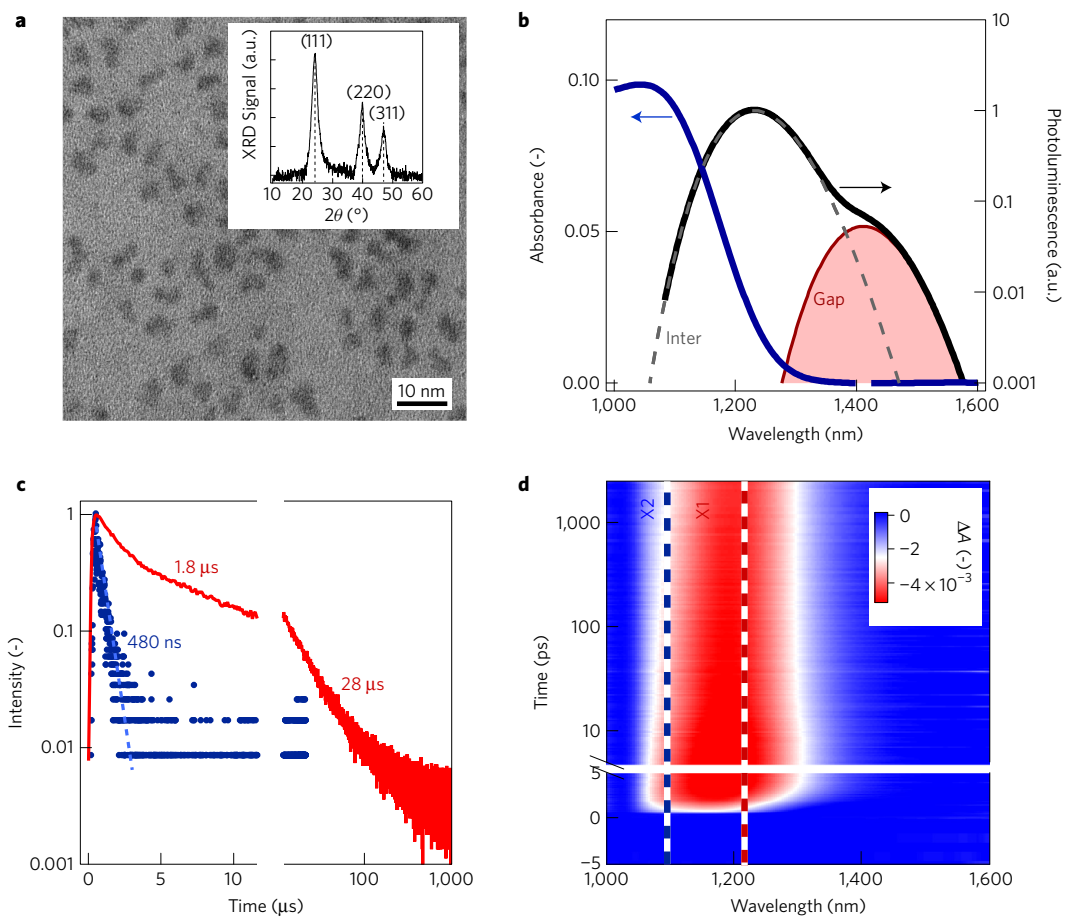 a
XRD Signal (a.u.)
(111)
(220)
(311)
10 20 30 40 50 60
2θ (°)
10 nm
b
Absorbance (-)
0.10
0.05
0.00
10
1
0.1
0.01
0.001
Photoluminescence (a.u.)
Gap
Inter
1,000 1,200 1,400 1,600
Wavelength (nm)
c
Intensity (-)
1
0.1
0.01
0.001
1.8 μs
480 ns
28 μs
0 5 10 100 1,000
Time (μs)
d
Time (ps)
1,000
100
10
5
0
−5
X2
X1
0
−2
−4 × 10⁻³
ΔA (-)
1,000 1,200 1,400 1,600
Wavelength (nm)